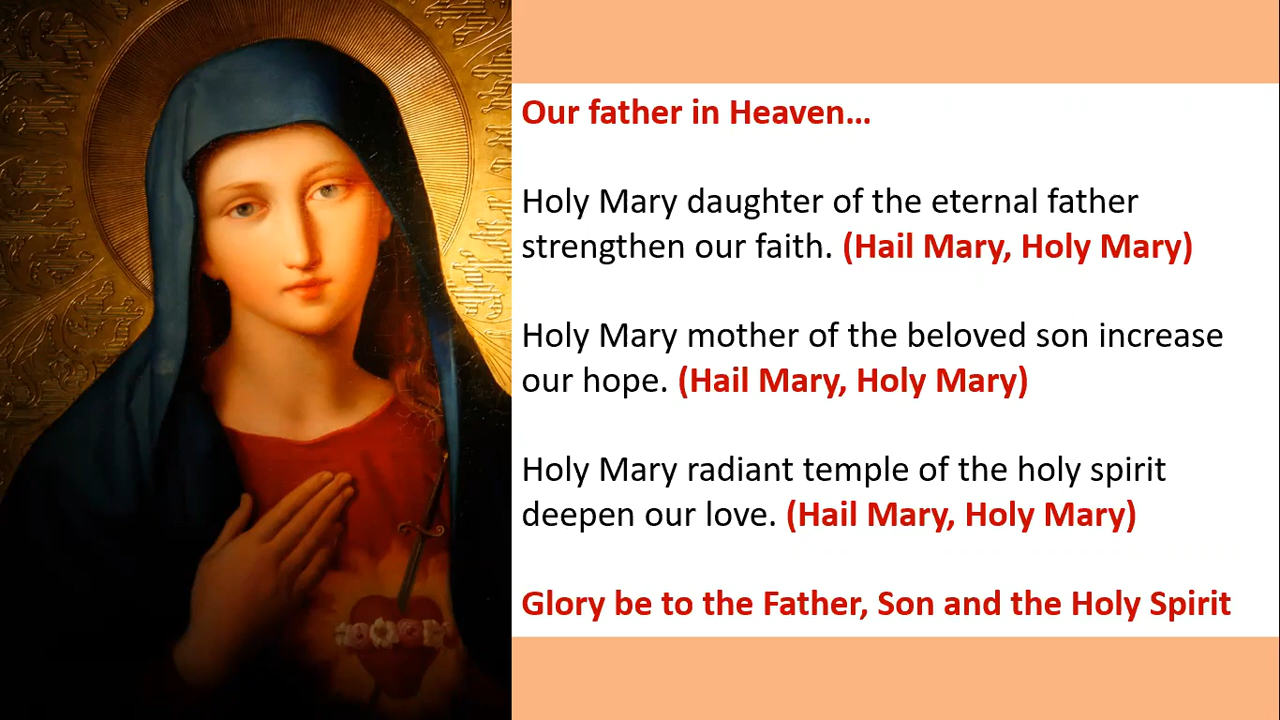 Our father in Heaven…
Holy Mary daughter of the eternal father
strengthen our faith. (Hail Mary, Holy Mary)
Holy Mary mother of the beloved son increase
our hope. (Hail Mary, Holy Mary)
Holy Mary radiant temple of the holy spirit
deepen our love. (Hail Mary, Holy Mary)
Glory be to the Father, Son and the Holy Spirit